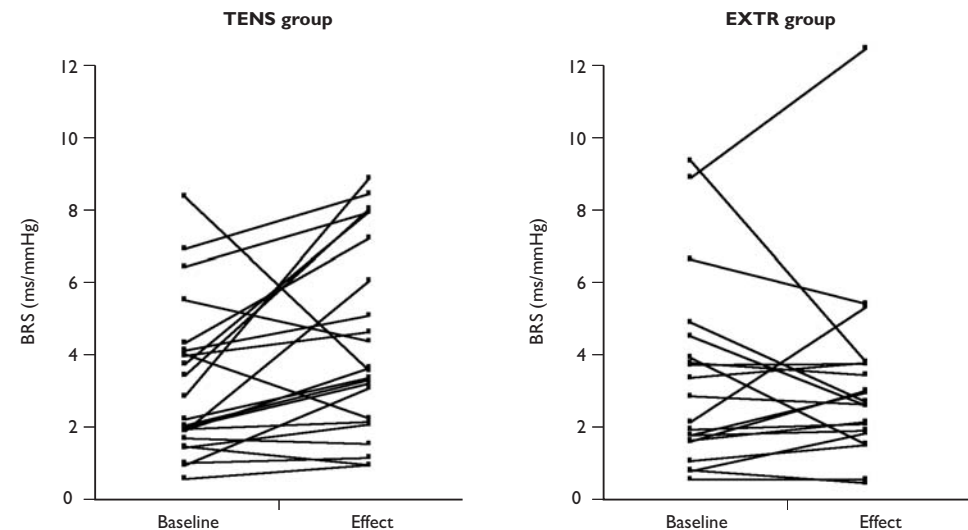 TENS group
BRS (ms/mmHg)
12
10
8
6
4
2
0
Baseline Effect
EXTR group
BRS (ms/mmHg)
12
10
8
6
4
2
0
Baseline Effect